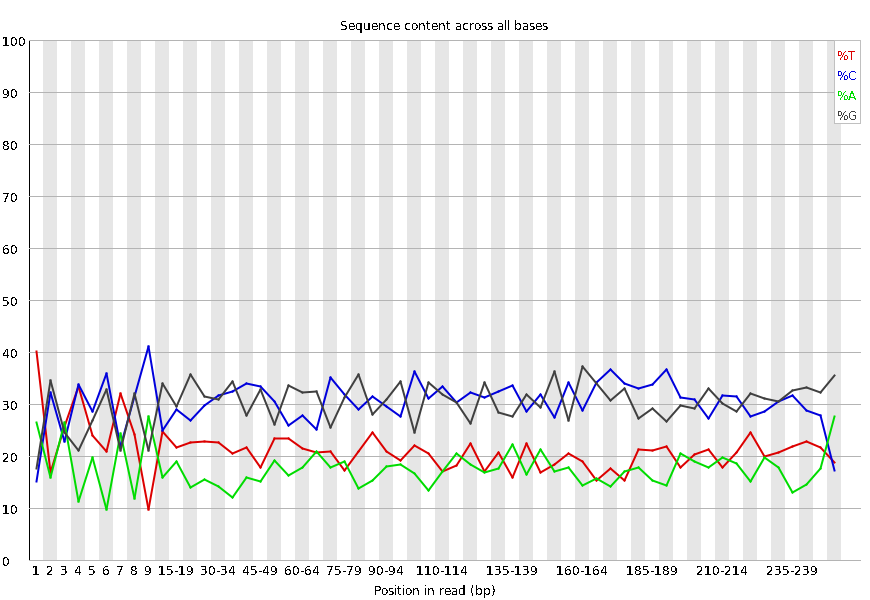 Sequence content across all bases
100
90
80
70
60
50
40
30
20
10
0
%T
%C
%A
%G
1 2 3 4 5 6 7 8 9 15-19 30-34 45-49 60-64 75-79 90-94 110-114 135-139 160-164 185-189 210-214 235-239
Position in read (bp)